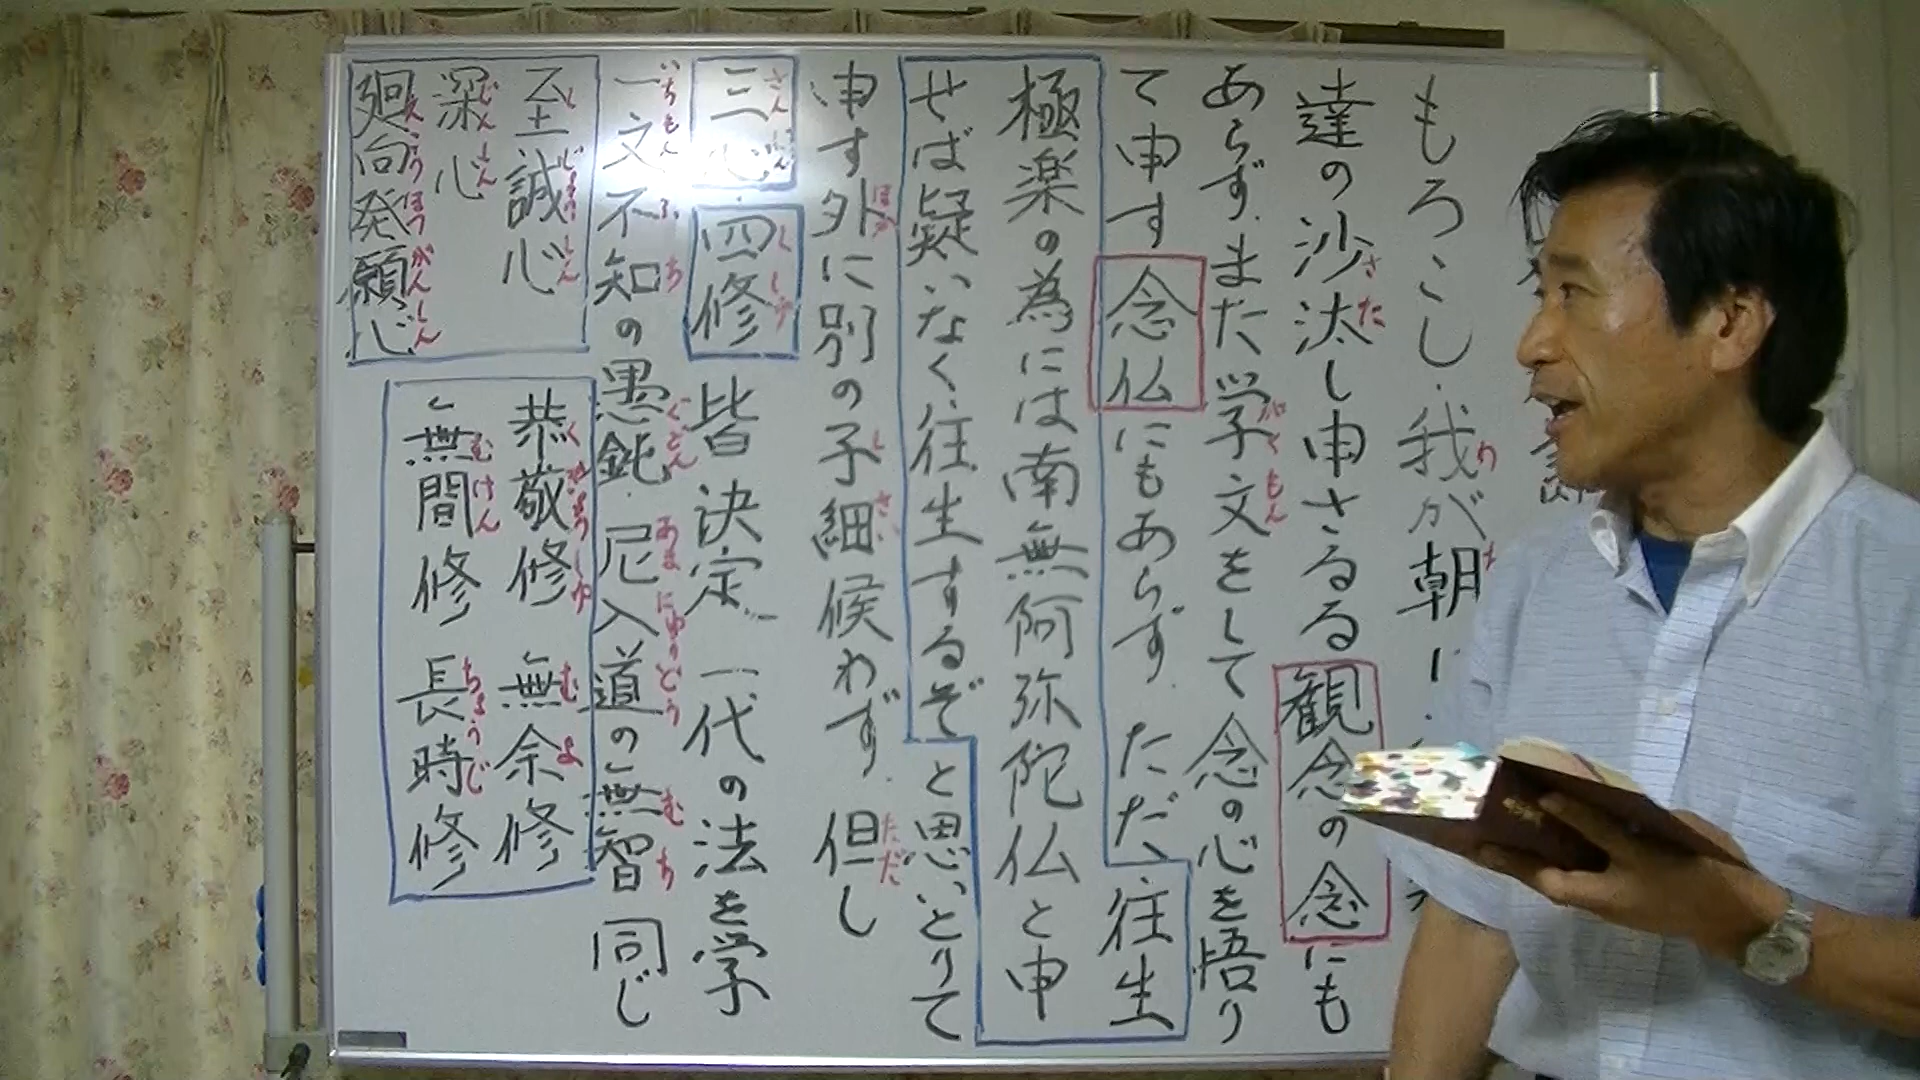 もろこし・我が朝に
達の沙汰し申さるる観念の念にも
あらず.また学文をして念の心を悟り
て申す念仏にもあらず.ただ、往生
極楽の為には南無阿弥陀仏と申
せば疑いなく往生するぞと思いとりて
申す外に別の子細候わず.但し
三心.四修皆決定_一代の法を学
一文不知の愚鈍.尼入道の無智同じ
至誠心
深心
廻向発願心
恭敬修 無余修
無間修 長時修